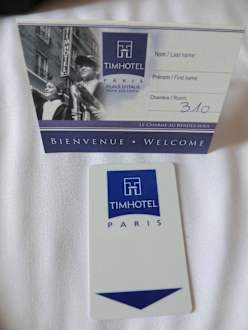 TIMHOTEL
PARIS
PLACE D'ITALIE
Nom / Last name
Prénom / First name
Chambre / Room
310
LE CHARME AU RENDEZ-VOUS
BIENVENUE • WELCOME
TIMHOTEL
PARIS